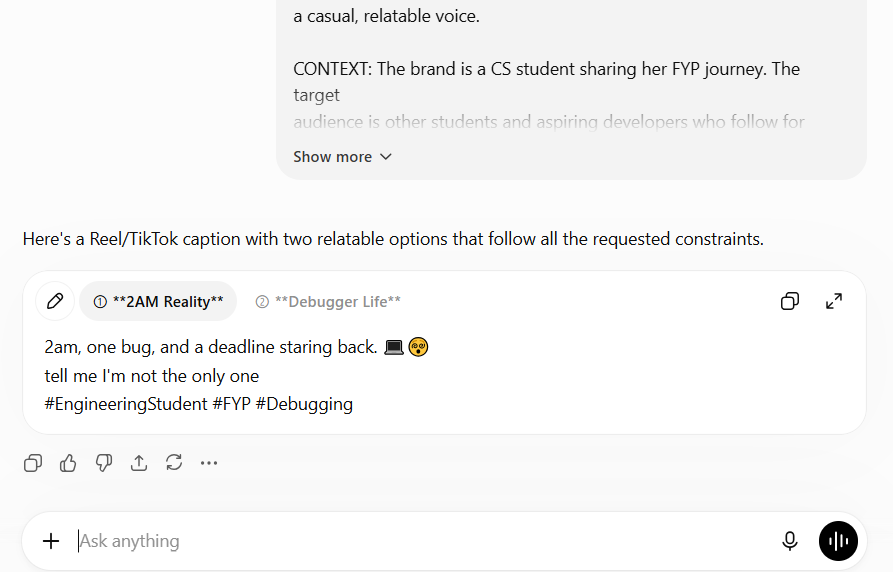 a casual, relatable voice.
CONTEXT: The brand is a CS student sharing her FYP journey. The
target
audience is other students and aspiring developers who follow for
Show more
Here's a Reel/TikTok caption with two relatable options that follow all the requested constraints.
① **2AM Reality** ② **Debugger Life**
2am, one bug, and a deadline staring back. 💻😵‍💫
tell me I'm not the only one
#EngineeringStudent #FYP #Debugging
Ask anything